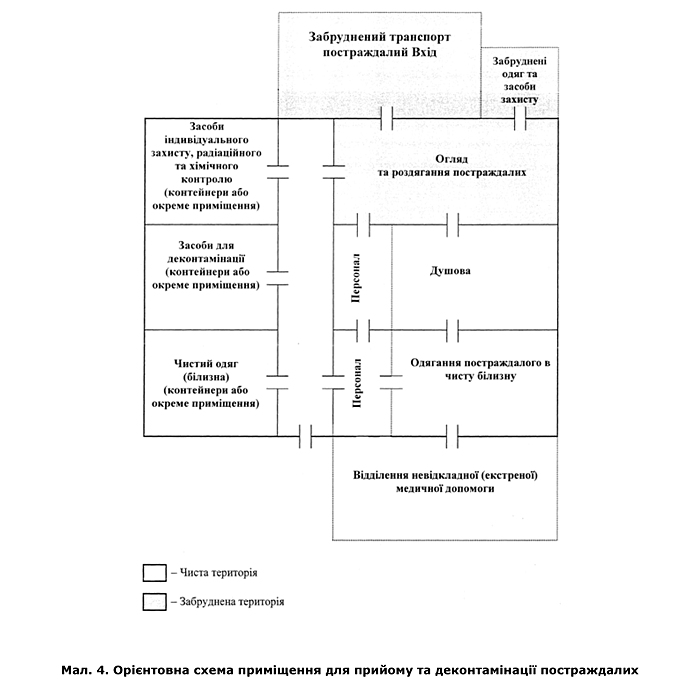 Забруднений транспорт
постраждалий Вхід
Забруднені
одяг та
засоби
захисту
Засоби
індивідуального
захисту, радіаційного
та хімічного
контролю
(контейнери або
окреме приміщення)
Огляд
та роздягання постраждалих
Засоби для
деконтамінації
(контейнери або
окреме приміщення)
Персонал
Душова
Чистий одяг
(білизна)
(контейнери або
окреме приміщення)
Персонал
Одягання постраждалого в
чисту білизну
Відділення невідкладної (екстреної)
медичної допомоги
– Чиста територія
– Забруднена територія
Мал. 4. Орієнтовна схема приміщення для прийому та деконтамінації постраждалих